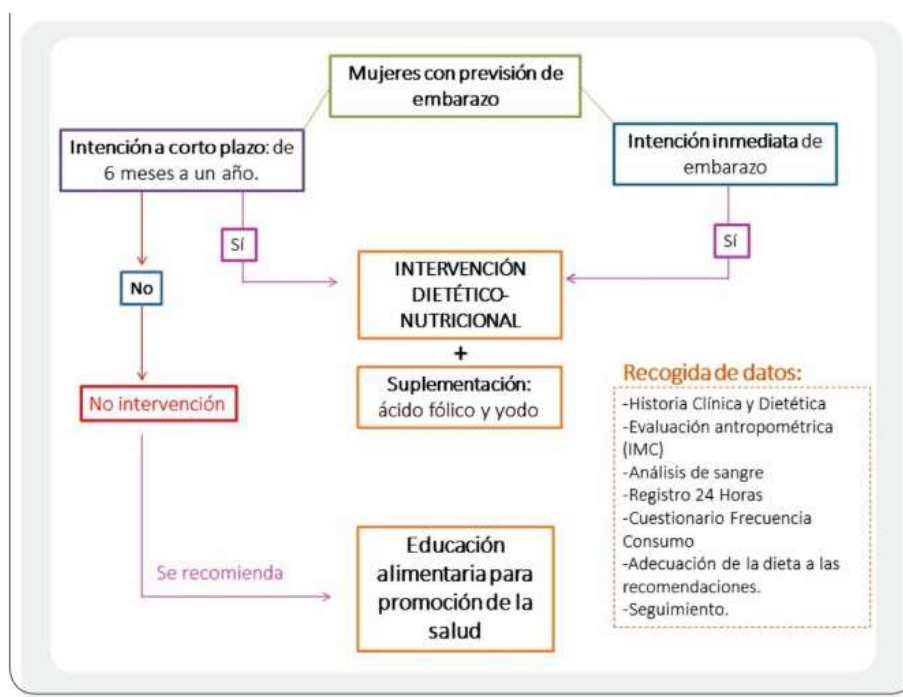 Mujeres con previsión de
embarazo
Intención a corto plazo: de
6 meses a un año.
Intención inmediata de
embarazo
Sí
Sí
No
INTERVENCIÓN
DIETÉTICO-
NUTRICIONAL
+
Suplementación:
ácido fólico y yodo
No intervención
Recogida de datos:
-Historia Clínica y Dietética
-Evaluación antropométrica
(IMC)
-Análisis de sangre
-Registro 24 Horas
-Cuestionario Frecuencia
Consumo
-Adecuación de la dieta a las
recomendaciones.
-Seguimiento.
Se recomienda
Educación
alimentaria para
promoción de la
salud